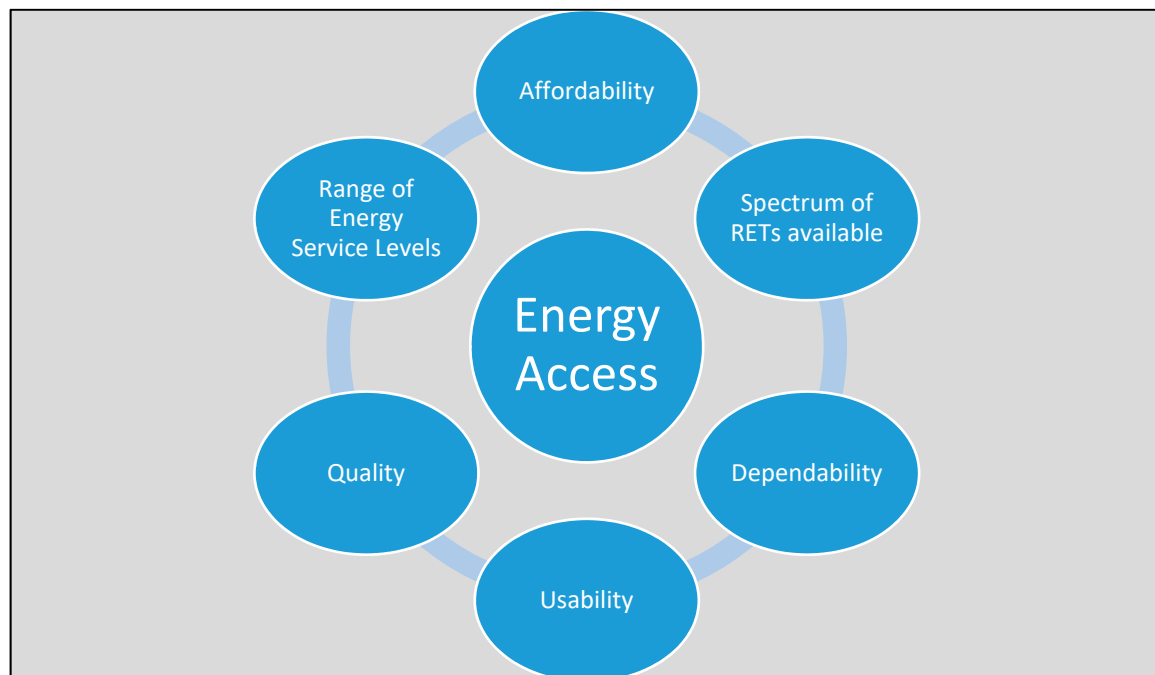 Affordability
Spectrum of
RETs available
Dependability
Usability
Quality
Range of
Energy
Service Levels
Energy
Access